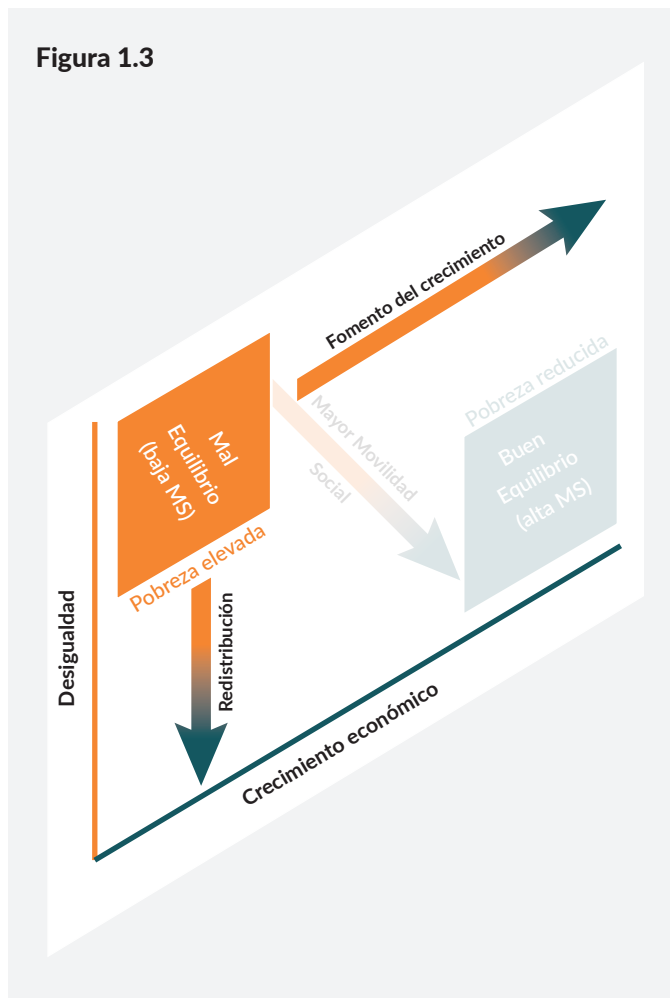 Figura 1.3
Fomento del crecimiento
Pobreza reducida
Mal
Equilibrio
(baja MS)
Mayor Movilidad
Social
Buen
Equilibrio
(alta MS)
Pobreza elevada
Redistribución
Desigualdad
Crecimiento económico